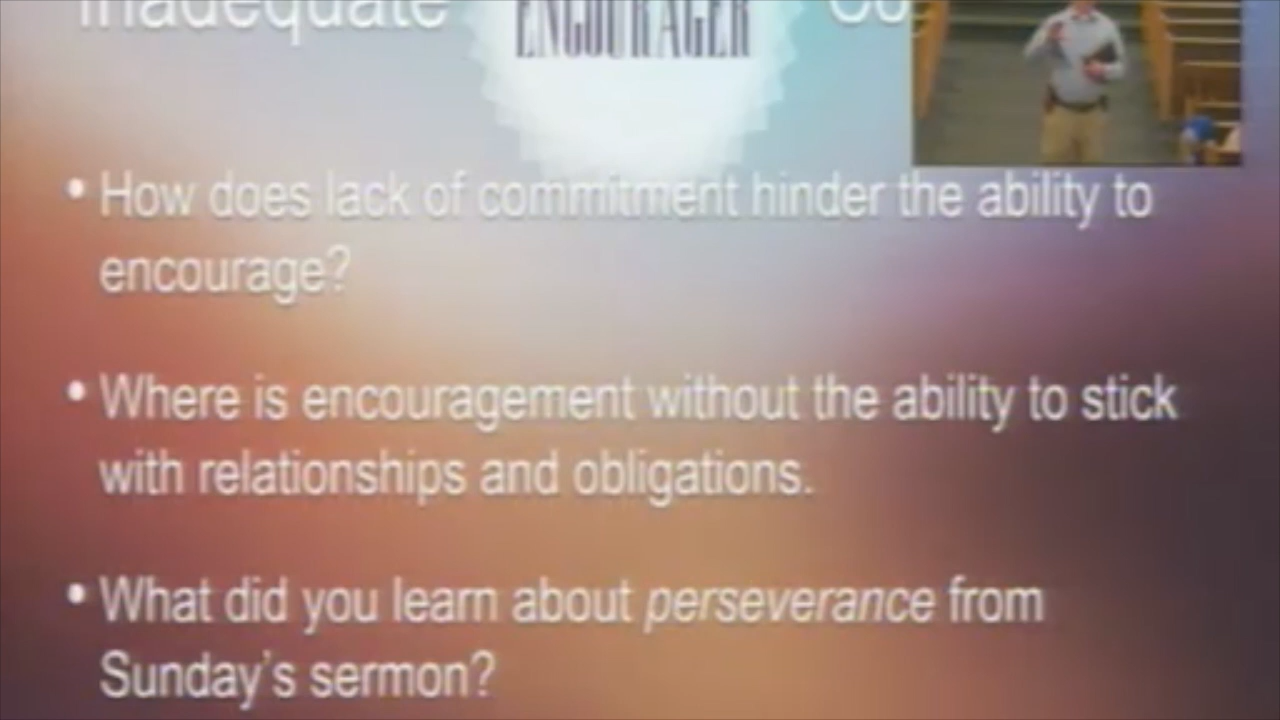 Inadequate
ENCOURAGER
• How does lack of commitment hinder the ability to
encourage?
• Where is encouragement without the ability to stick
with relationships and obligations.
• What did you learn about perseverance from
Sunday's sermon?